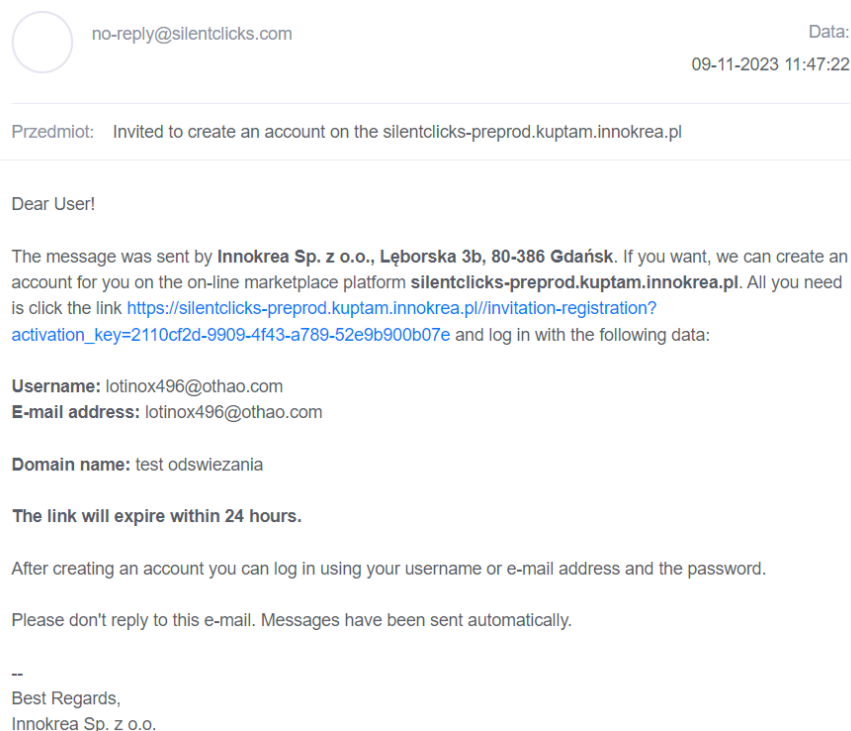 no-reply@silentclicks.com
Data:
09-11-2023 11:47:22
Przedmiot: Invited to create an account on the silentclicks-preprod.kuptam.innokrea.pl
Dear User!
The message was sent by Innokrea Sp. z o.o., Lęborska 3b, 80-386 Gdańsk. If you want, we can create an
account for you on the on-line marketplace platform silentclicks-preprod.kuptam.innokrea.pl. All you need
is click the link https://silentclicks-preprod.kuptam.innokrea.pl//invitation-registration?
activation_key=2110cf2d-9909-4f43-a789-52e9b900b07e and log in with the following data:
Username: lotinox496@othao.com
E-mail address: lotinox496@othao.com
Domain name: test odswiezania
The link will expire within 24 hours.
After creating an account you can log in using your username or e-mail address and the password.
Please don't reply to this e-mail. Messages have been sent automatically.
--
Best Regards,
Innokrea Sp. z o.o.